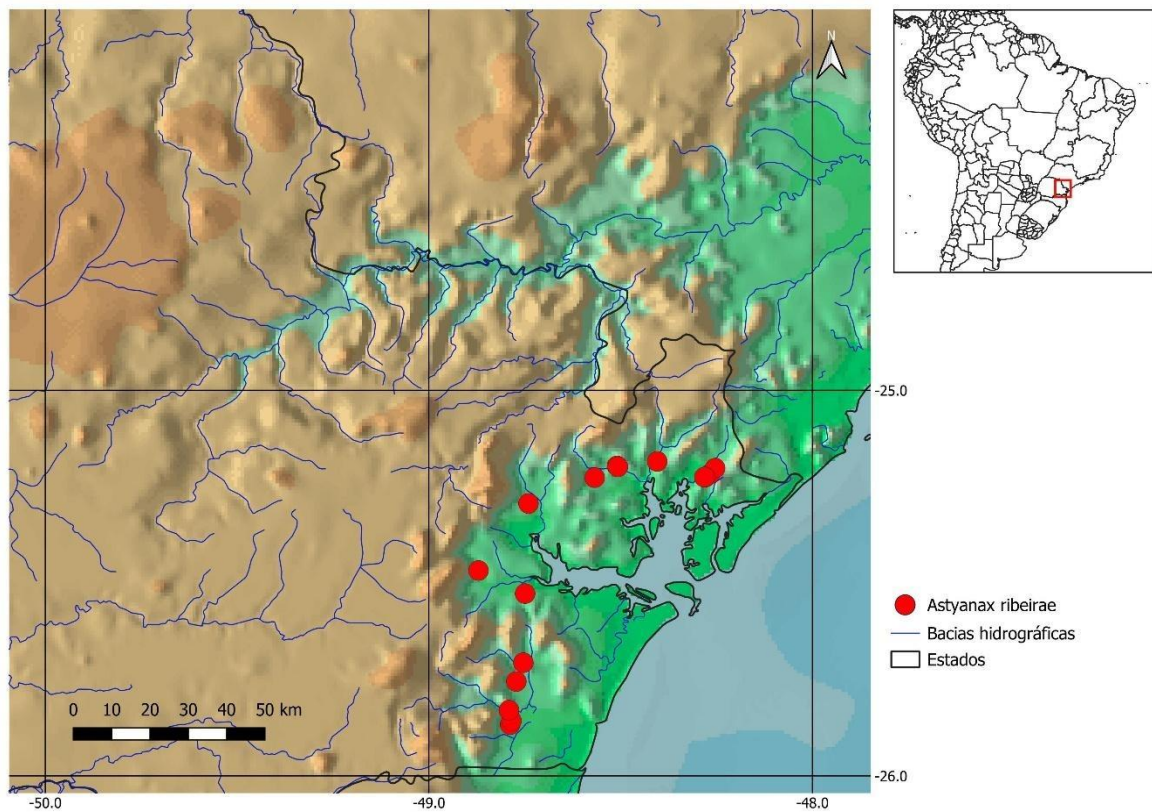 N
-25.0
Astyanax ribeirae
Bacias hidrográficas
Estados
0 10 20 30 40 50 km
-26.0
-50.0 -49.0 -48.0